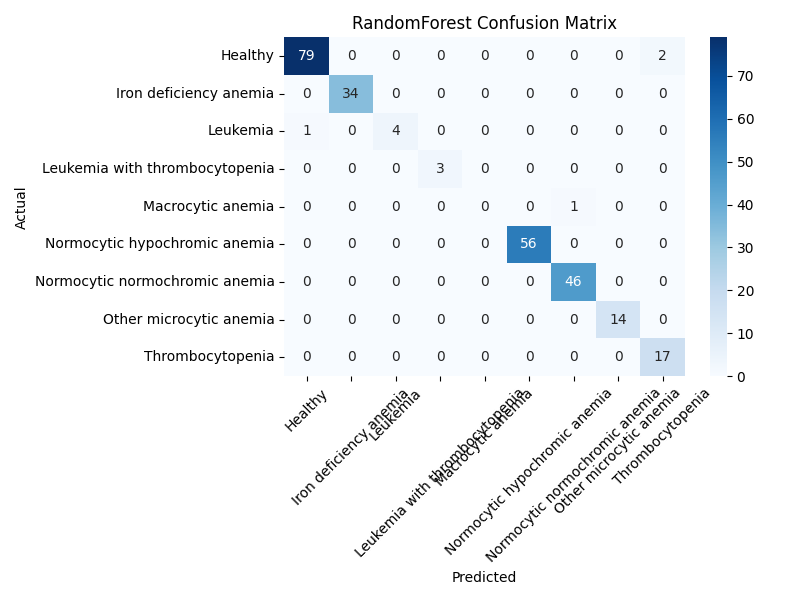 RandomForest Confusion Matrix
Actual
Healthy 79 0 0 0 0 0 0 0 2
Iron deficiency anemia 0 34 0 0 0 0 0 0 0
Leukemia 1 0 4 0 0 0 0 0 0
Leukemia with thrombocytopenia 0 0 0 3 0 0 0 0 0
Macrocytic anemia 0 0 0 0 0 0 1 0 0
Normocytic hypochromic anemia 0 0 0 0 0 56 0 0 0
Normocytic normochromic anemia 0 0 0 0 0 0 46 0 0
Other microcytic anemia 0 0 0 0 0 0 0 14 0
Thrombocytopenia 0 0 0 0 0 0 0 0 17
Healthy
Iron deficiency anemia
Leukemia
Leukemia with thrombocytopenia
Macrocytic anemia
Normocytic hypochromic anemia
Normocytic normochromic anemia
Other microcytic anemia
Thrombocytopenia
Predicted
70
60
50
40
30
20
10
0